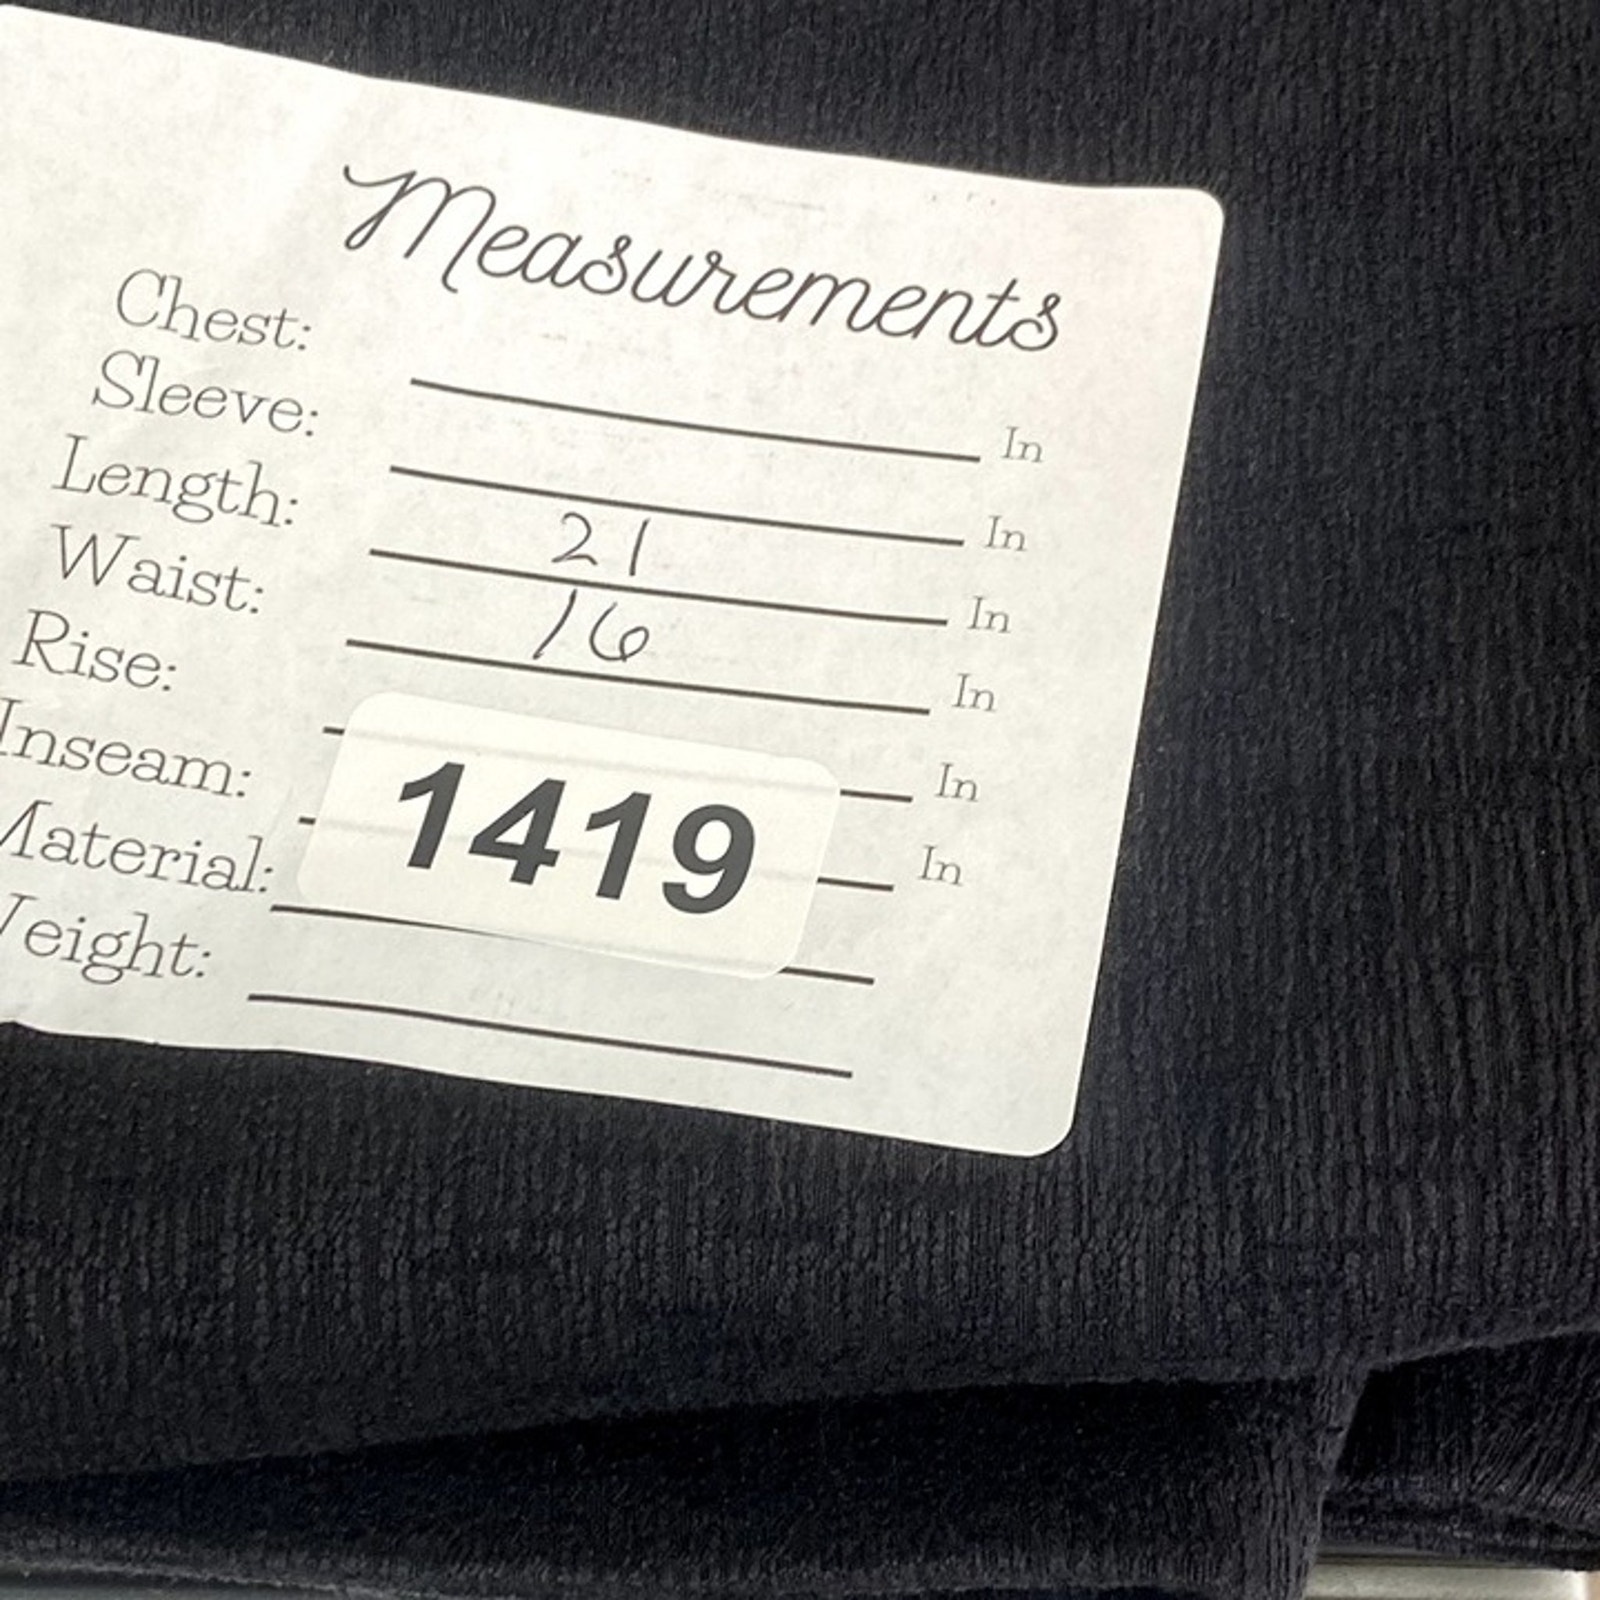 Measurements
Chest: In
Sleeve: In
Length: 21 In
Waist: 16 In
Rise: In
Inseam: In
Material:
Weight:
1419